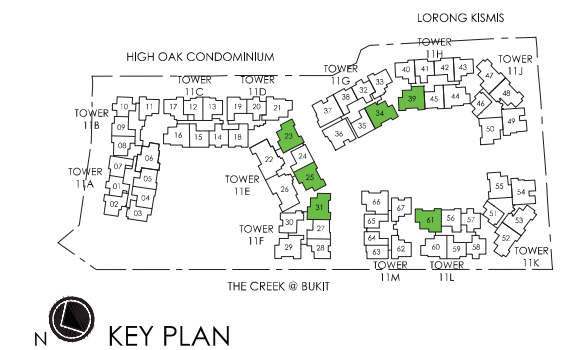 LORONG KISMIS
HIGH OAK CONDOMINIUM
TOWER 11H
40 41 42 43
39 45 44
TOWER 11J
47
48
46
49
50
TOWER 11G
33
32
38
37
34
35
36
TOWER 11C
17 12 13
16 15 14 18
TOWER 11D
19 20 21
TOWER 11B
10 11
09
08
06
07
05
01
04
02
03
TOWER 11A
23
22
24
25
26
TOWER 11E
31
30
27
29
28
TOWER 11F
66
67
65
64
63 62
TOWER 11M
61 56 57
60 59 58
TOWER 11L
55
54
51
53
52
TOWER 11K
THE CREEK @ BUKIT
N
KEY PLAN